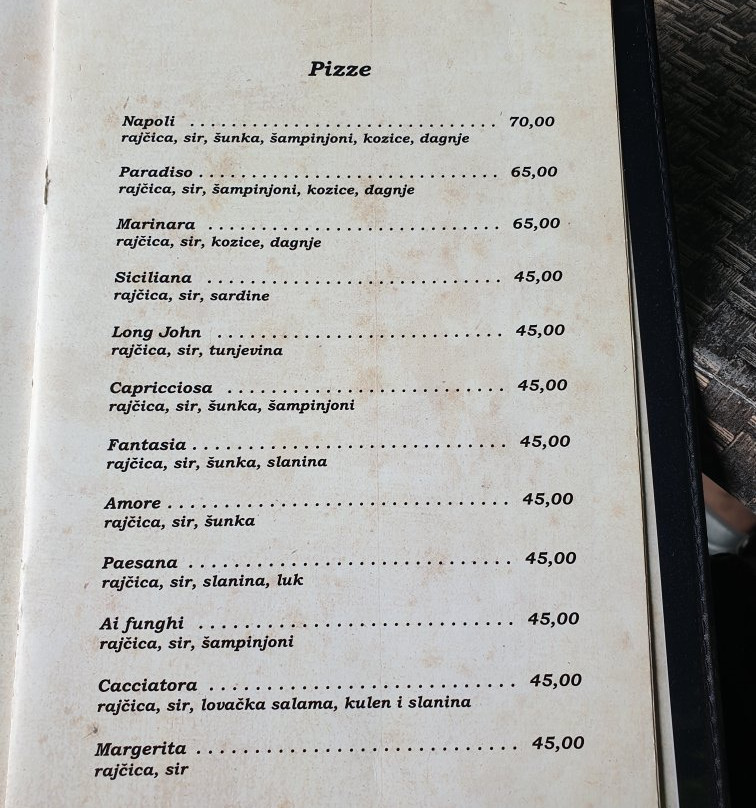 Pizze
Napoli ................................ 70,00
rajčica, sir, šunka, šampinjoni, kozice, dagnje
Paradiso ............................... 65,00
rajčica, sir, šampinjoni, kozice, dagnje
Marinara .............................. 65,00
rajčica, sir, kozice, dagnje
Siciliana .............................. 45,00
rajčica, sir, sardine
Long John ............................. 45,00
rajčica, sir, tunjevina
Capricciosa ............................ 45,00
rajčica, sir, šunka, šampinjoni
Fantasia ............................... 45,00
rajčica, sir, šunka, slanina
Amore ................................. 45,00
rajčica, sir, šunka
Paesana ............................... 45,00
rajčica, sir, slanina, luk
Ai funghi .............................. 45,00
rajčica, sir, šampinjoni
Cacciatora ............................. 45,00
rajčica, sir, lovačka salama, kulen i slanina
Margerita .............................. 45,00
rajčica, sir